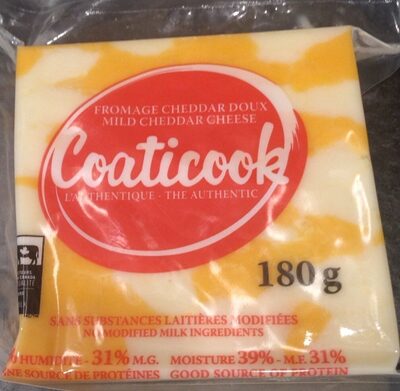 FROMAGE CHEDDAR DOUX
MILD CHEDDAR CHEESE
Coaticook
L'AUTHENTIQUE - THE AUTHENTIC
180 g
SANS SUBSTANCES LAITIÈRES MODIFIÉES
NO MODIFIED MILK INGREDIENTS
% HUMIDITÉ - 31% M.G. MOISTURE 39% - M.F. 31%
NE SOURCE DE PROTÉINES GOOD SOURCE OF PROTEIN